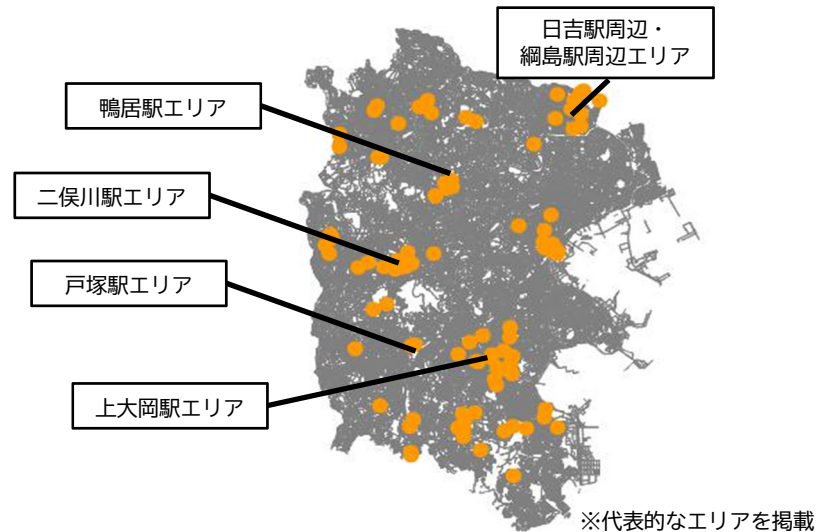 日吉駅周辺・
綱島駅周辺エリア
鴨居駅エリア
二俣川駅エリア
戸塚駅エリア
上大岡駅エリア
※代表的なエリアを掲載